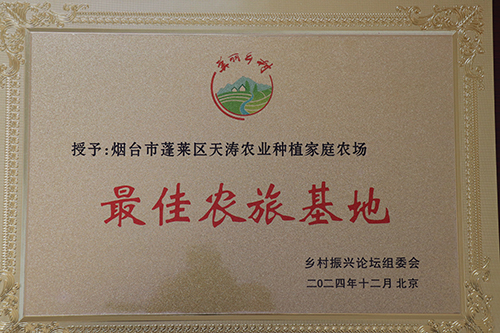 美丽乡村
授予:烟台市蓬莱区天涛农业种植家庭农场
最佳农旅基地
乡村振兴论坛组委会
二〇二四年十二月 北京